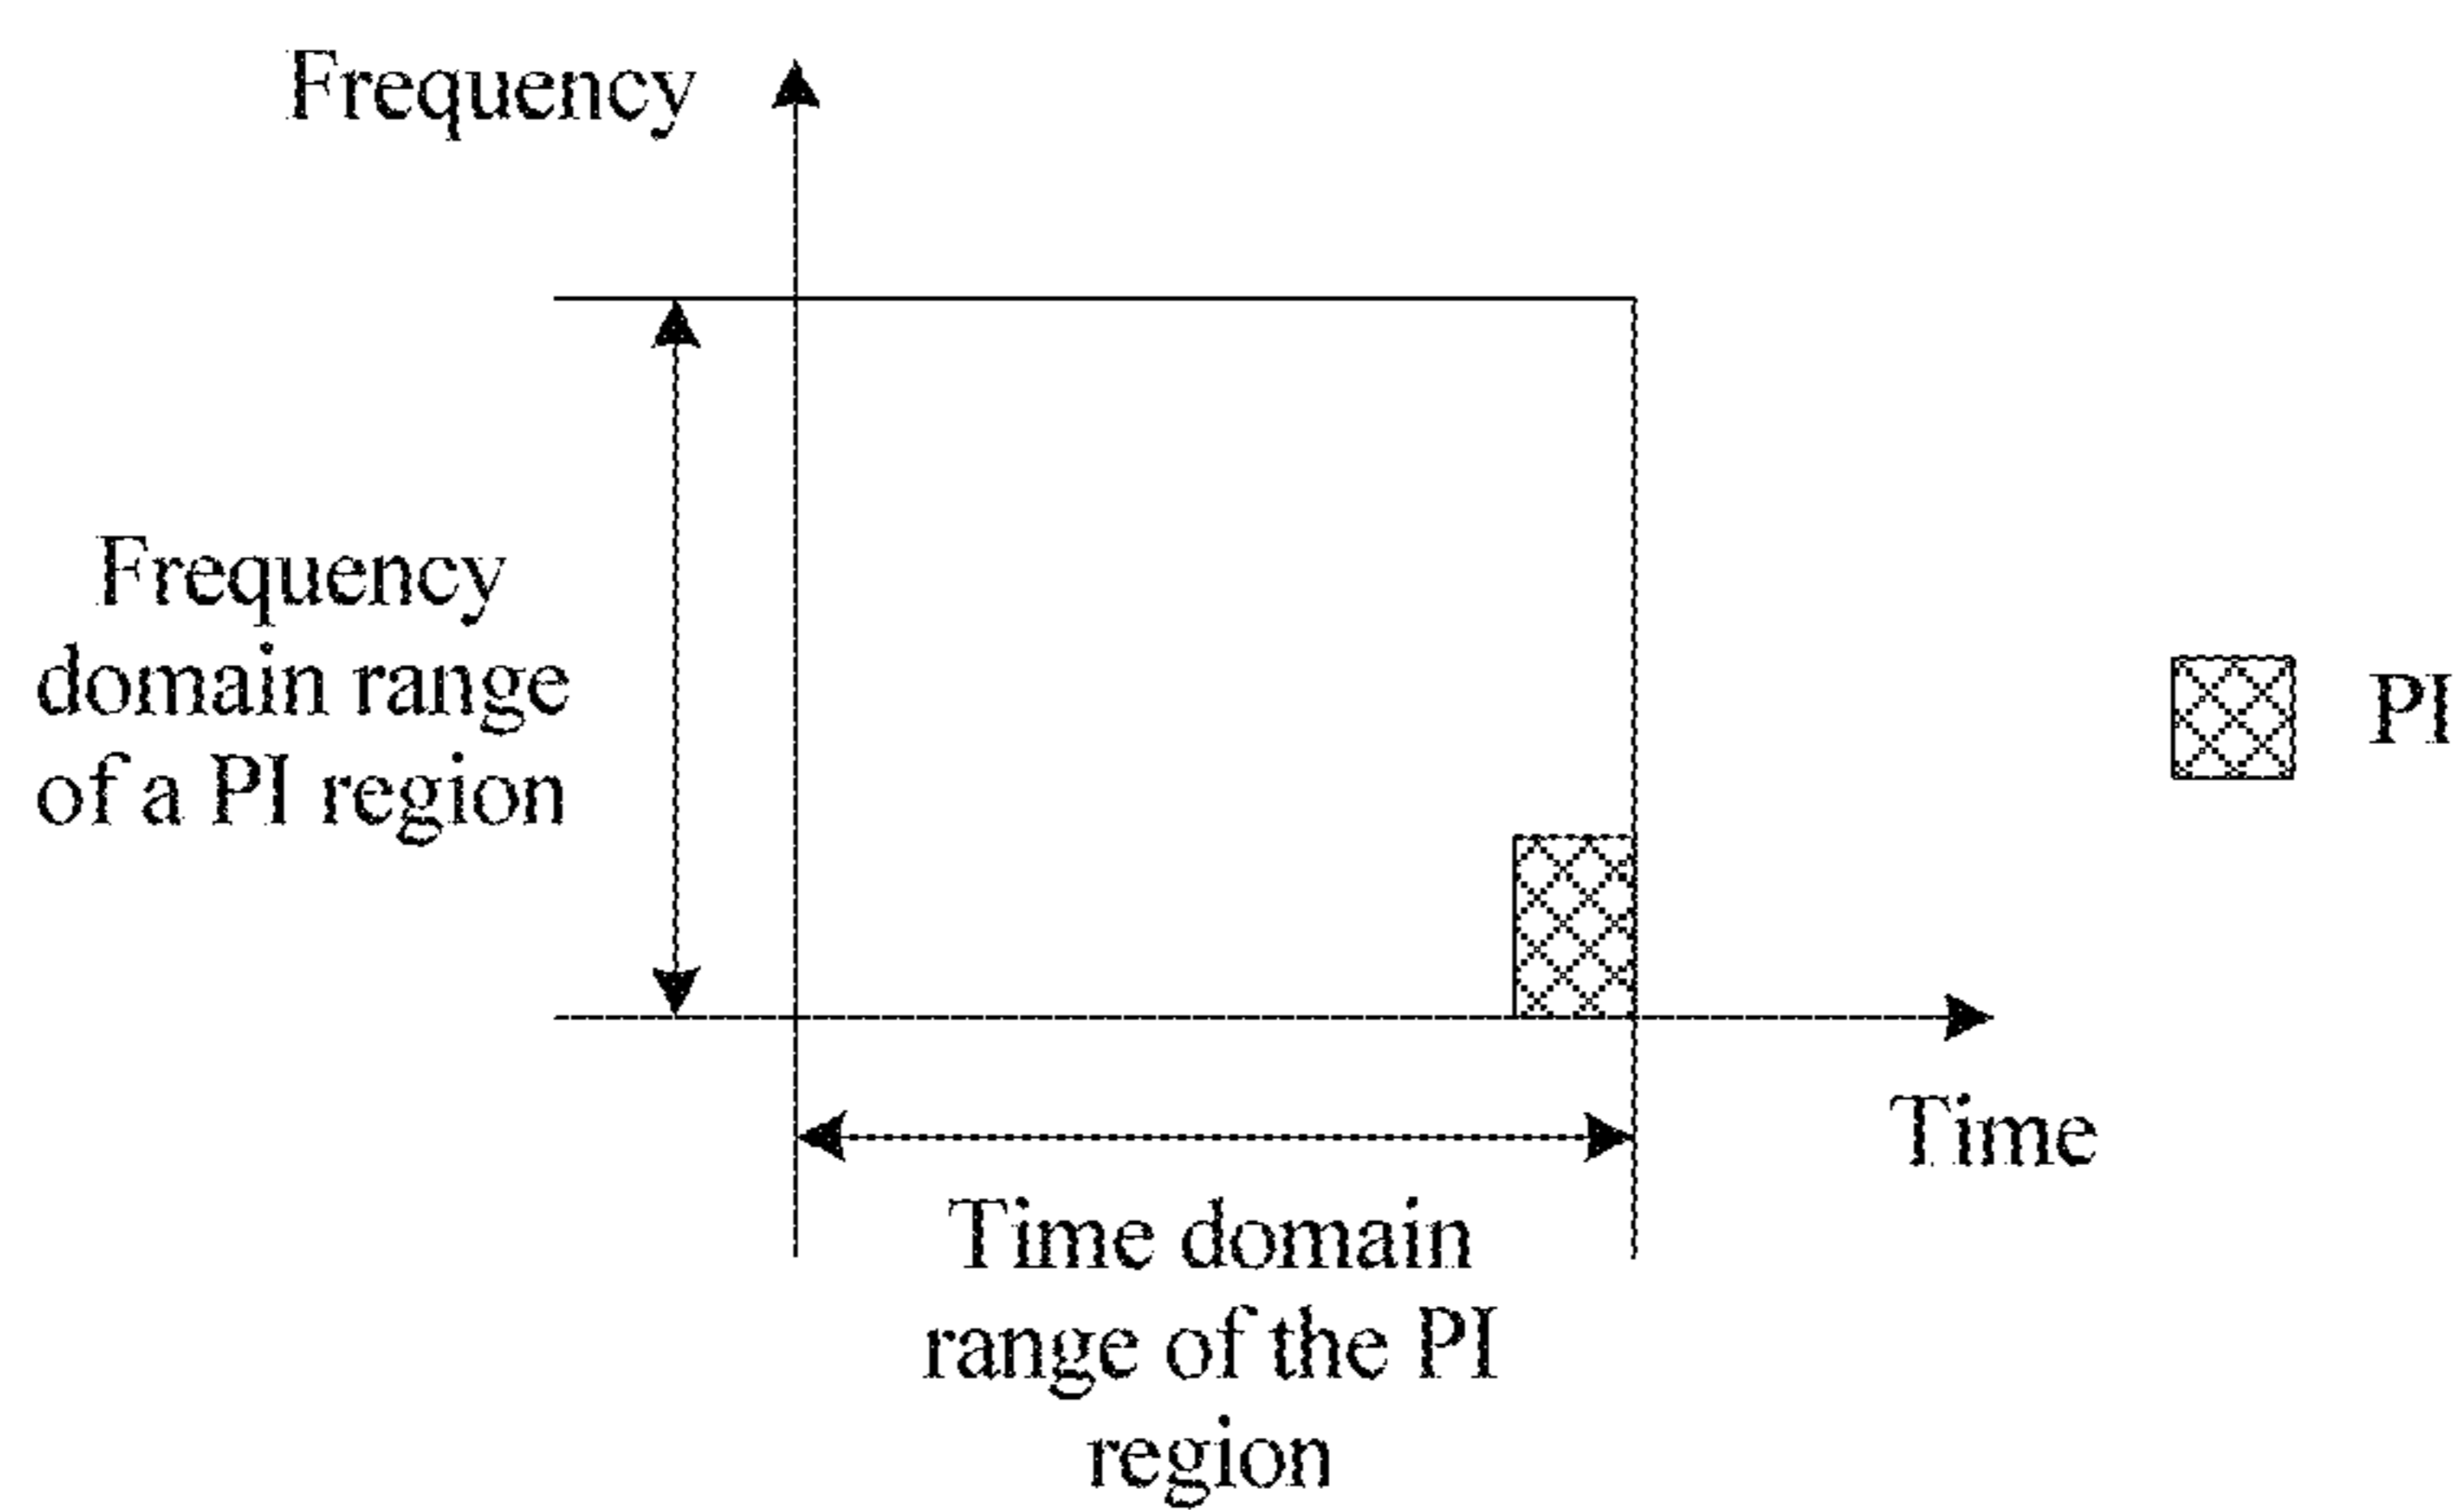 Frequency
Frequency
domain range
of a PI region
PI
Time
Time domain
range of the PI
region